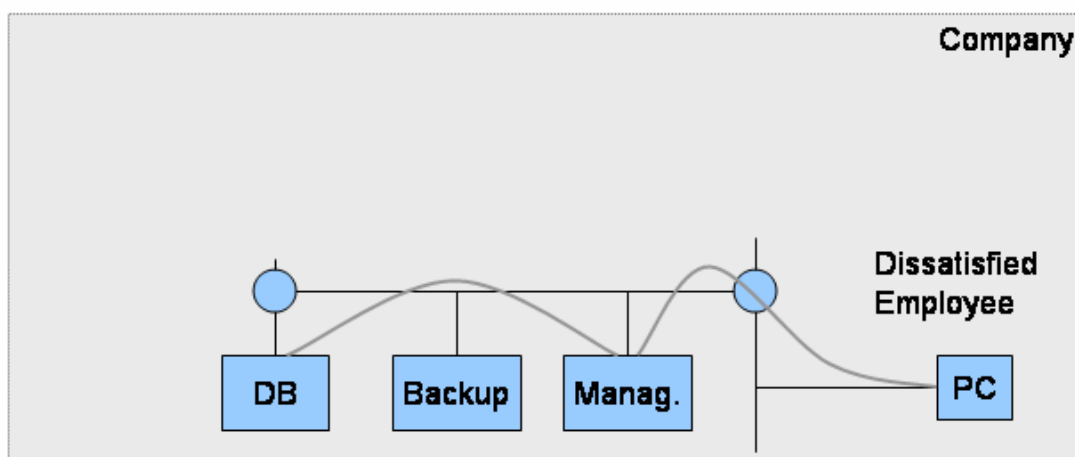 Company
Dissatisfied
Employee
DB
Backup
Manag.
PC